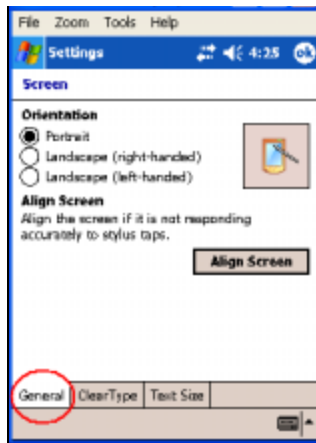 File Zoom Tools Help
Settings 4:25 ok
Screen
Orientation
Portrait
Landscape (right-handed)
Landscape (left-handed)
Align Screen
Align the screen if it is not responding
accurately to stylus taps.
Align Screen
General ClearType Text Size